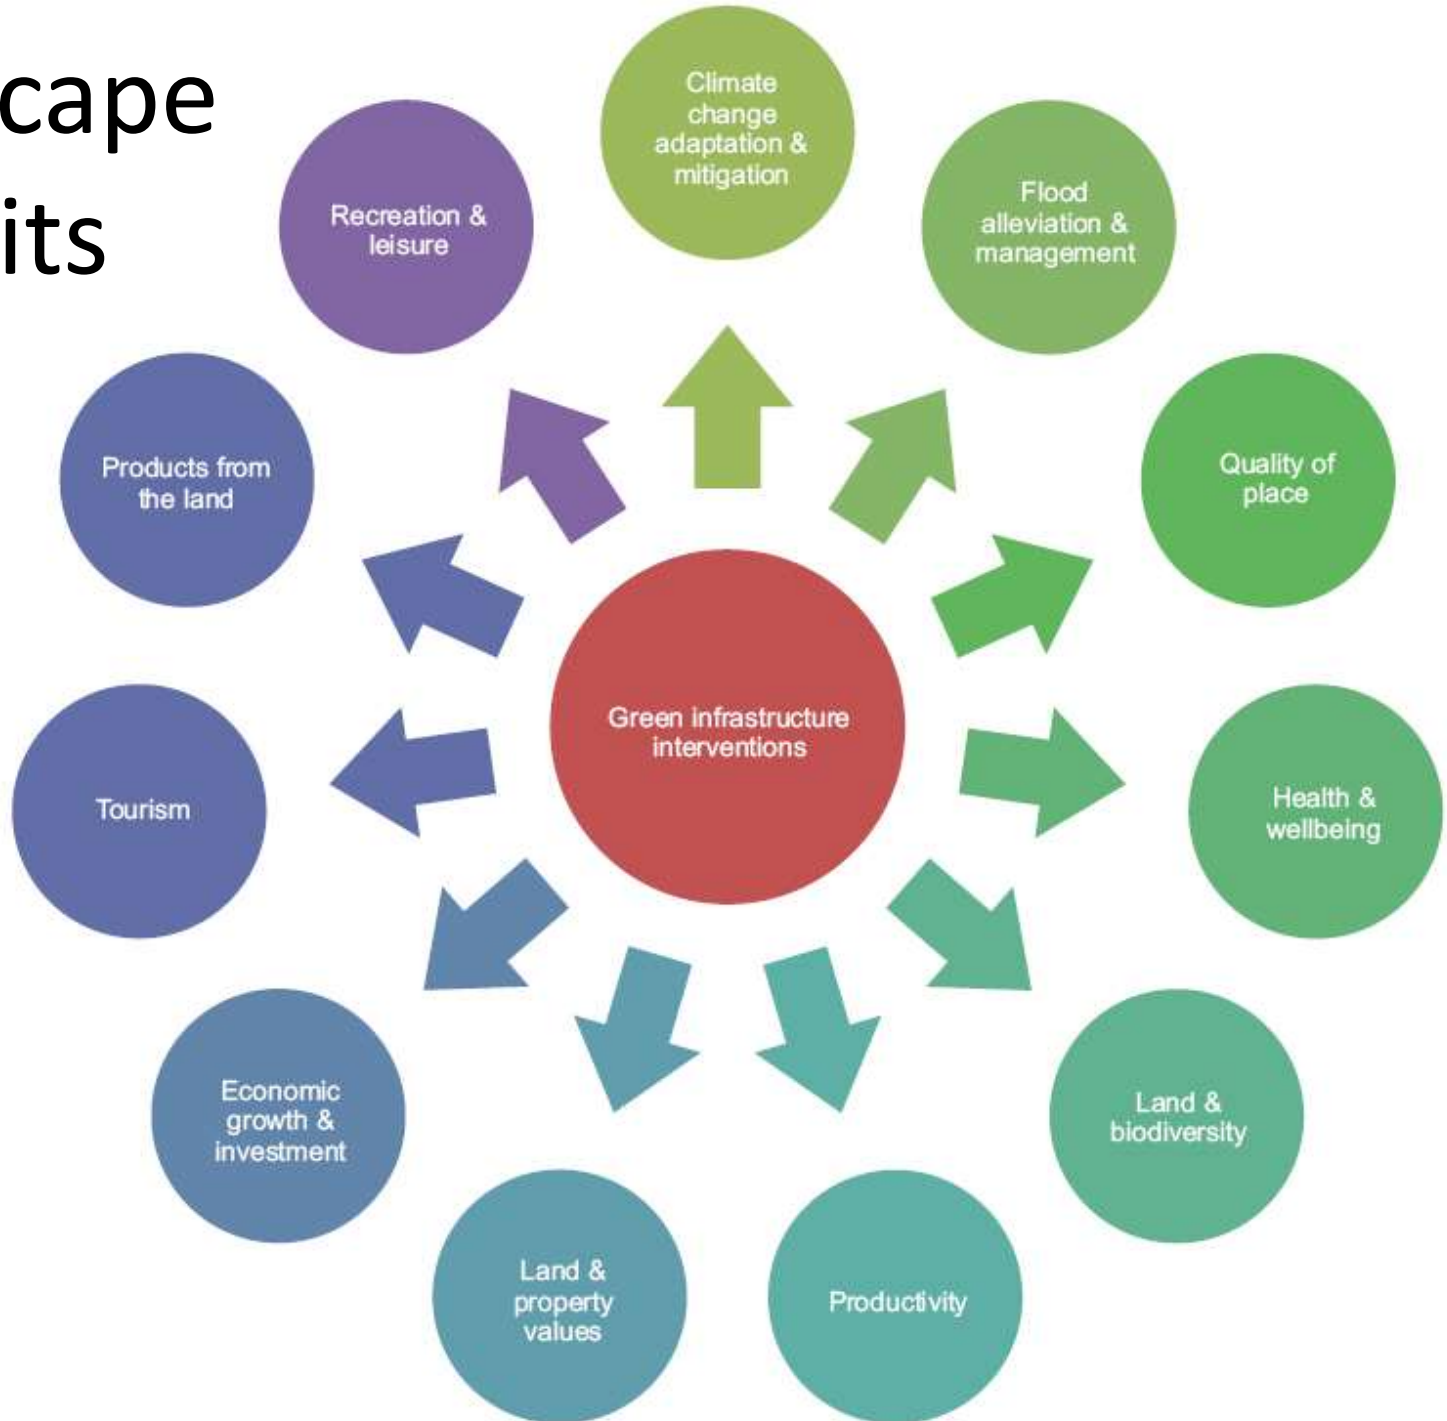 cape
its
Climate
change
adaptation &
mitigation
Flood
alleviation &
management
Quality of
place
Health &
wellbeing
Land &
biodiversity
Productivity
Land &
property
values
Economic
growth &
investment
Tourism
Products from
the land
Recreation &
leisure
Green infrastructure
interventions